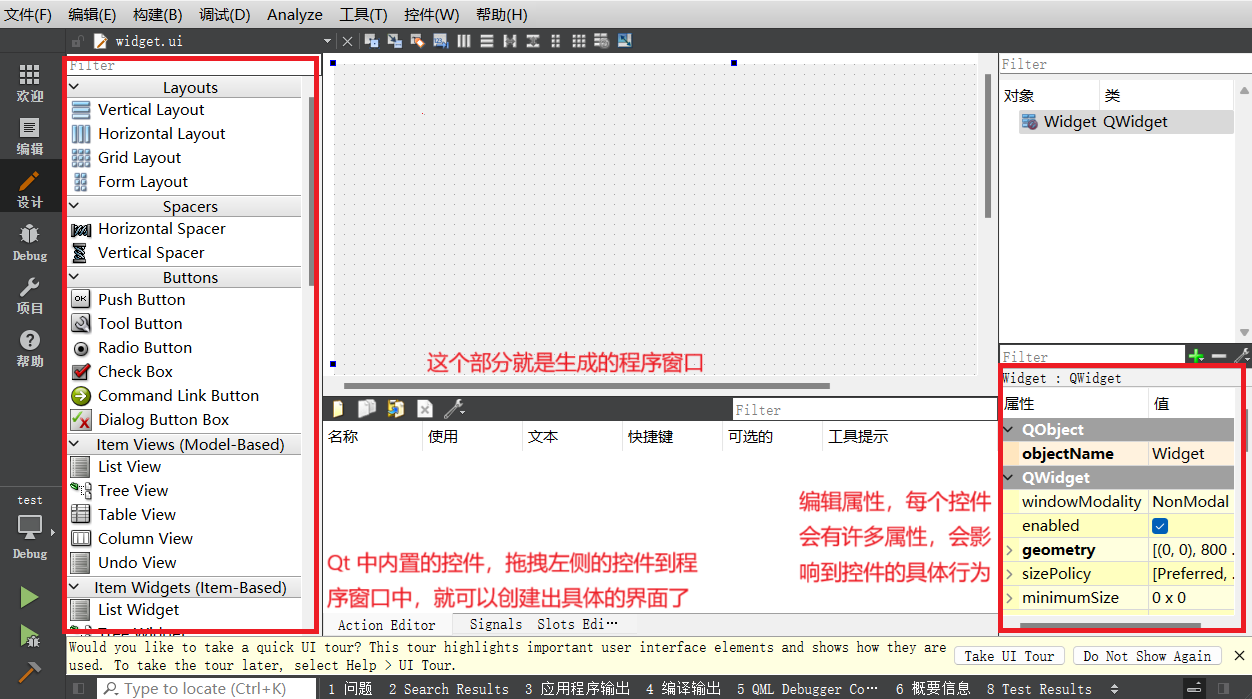 文件(F) 编辑(E) 构建(B) 调试(D) Analyze 工具(T) 控件(W) 帮助(H)
widget.ui
欢迎
编辑
设计
Debug
项目
帮助
test
Debug
Filter
Layouts
Vertical Layout
Horizontal Layout
Grid Layout
Form Layout
Spacers
Horizontal Spacer
Vertical Spacer
Buttons
Push Button
Tool Button
Radio Button
Check Box
Command Link Button
Dialog Button Box
Item Views (Model-Based)
List View
Tree View
Table View
Column View
Undo View
Item Widgets (Item-Based)
List Widget
Tree Widget
这个部分就是生成的程序窗口
Filter
名称 使用 文本 快捷键 可选的 工具提示
Qt 中内置的控件，拖拽左侧的控件到程
序窗口中，就可以创建出具体的界面了
编辑属性，每个控件
会有许多属性，会影
响到控件的具体行为
Action Editor Signals Slots Edi…
Filter
对象 类
Widget QWidget
Filter
Widget : QWidget
属性 值
QObject
objectName Widget
QWidget
windowModality NonModal
enabled
geometry [(0, 0), 800 .
sizePolicy [Preferred, .
minimumSize 0 x 0
Would you like to take a quick UI tour? This tour highlights important user interface elements and shows how they are
used. To take the tour later, select Help > UI Tour.
Take UI Tour Do Not Show Again
Type to locate (Ctrl+K) 1 问题 2 Search Results 3 应用程序输出 4 编译输出 5 QML Debugger Co… 6 概要信息 8 Test Results